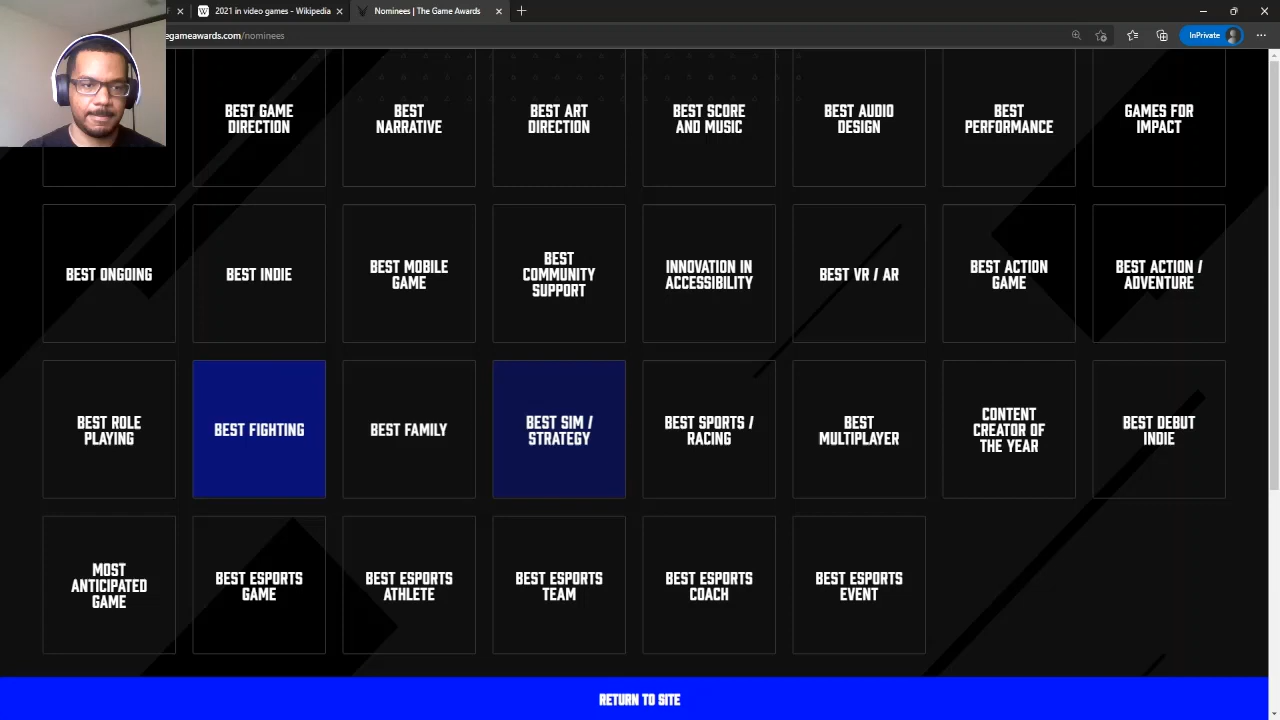 2021 in video games - Wikipedia
Nominees | The Game Awards
egameawards.com/nominees
InPrivate
BEST GAME
DIRECTION
BEST
NARRATIVE
BEST ART
DIRECTION
BEST SCORE
AND MUSIC
BEST AUDIO
DESIGN
BEST
PERFORMANCE
GAMES FOR
IMPACT
BEST ONGOING
BEST INDIE
BEST MOBILE
GAME
BEST
COMMUNITY
SUPPORT
INNOVATION IN
ACCESSIBILITY
BEST VR / AR
BEST ACTION
GAME
BEST ACTION /
ADVENTURE
BEST ROLE
PLAYING
BEST FIGHTING
BEST FAMILY
BEST SIM /
STRATEGY
BEST SPORTS /
RACING
BEST
MULTIPLAYER
CONTENT
CREATOR OF
THE YEAR
BEST DEBUT
INDIE
MOST
ANTICIPATED
GAME
BEST ESPORTS
GAME
BEST ESPORTS
ATHLETE
BEST ESPORTS
TEAM
BEST ESPORTS
COACH
BEST ESPORTS
EVENT
RETURN TO SITE